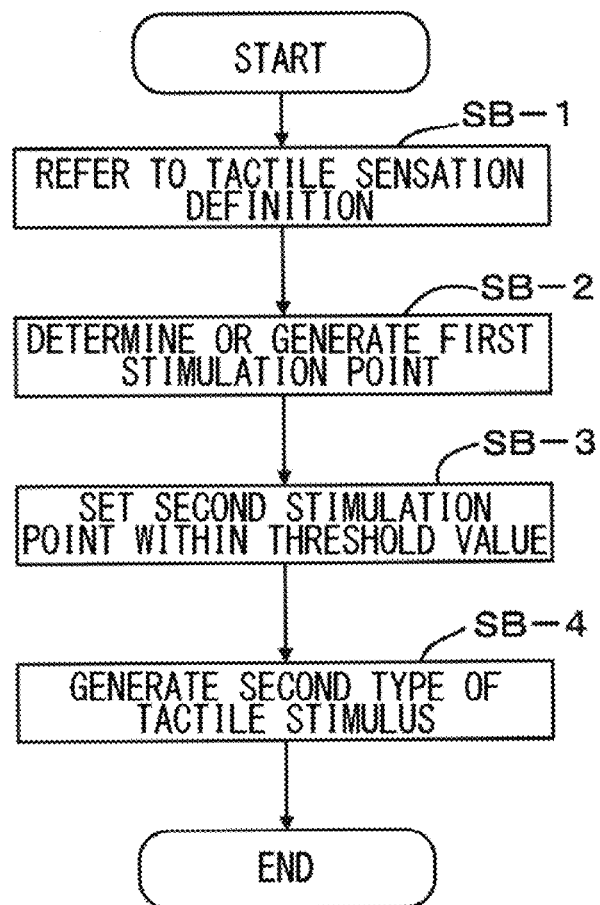 START
SB-1
REFER TO TACTILE SENSATION
DEFINITION
SB-2
DETERMINE OR GENERATE FIRST
STIMULATION POINT
SB-3
SET SECOND STIMULATION
POINT WITHIN THRESHOLD VALUE
SB-4
GENERATE SECOND TYPE OF
TACTILE STIMULUS
END